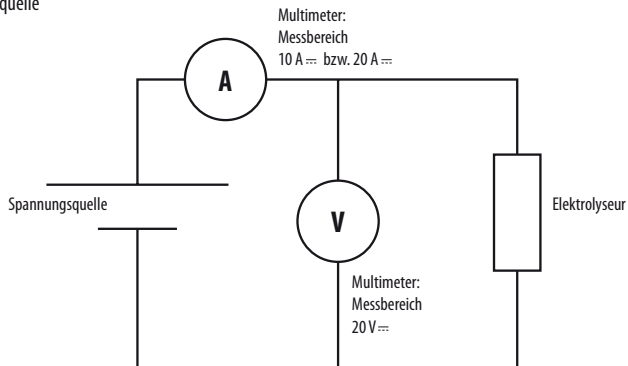 quelle
Multimeter:
Messbereich
10 A ⎓ bzw. 20 A ⎓
A
Spannungsquelle
V
Elektrolyseur
Multimeter:
Messbereich
20 V ⎓